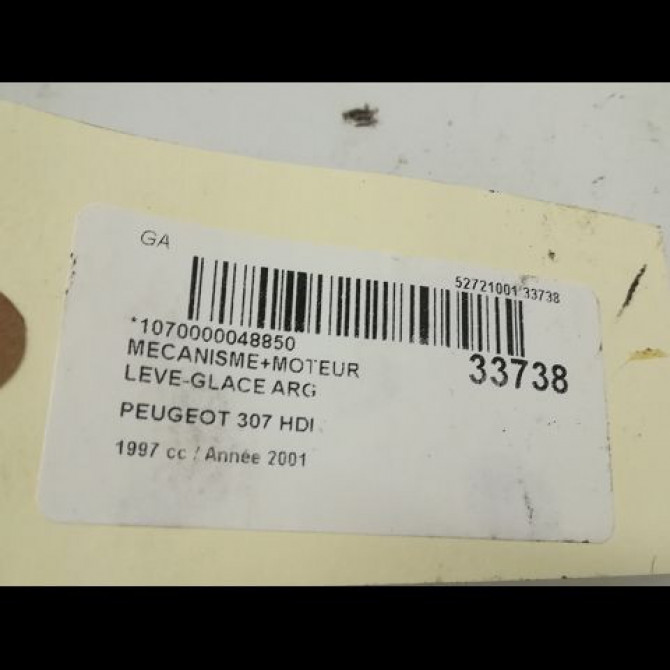 GA
52721001'33738
*1070000048850
33738
MECANISME+MOTEUR
LEVE-GLACE ARG
PEUGEOT 307 HDI
1997 cc / Année 2001